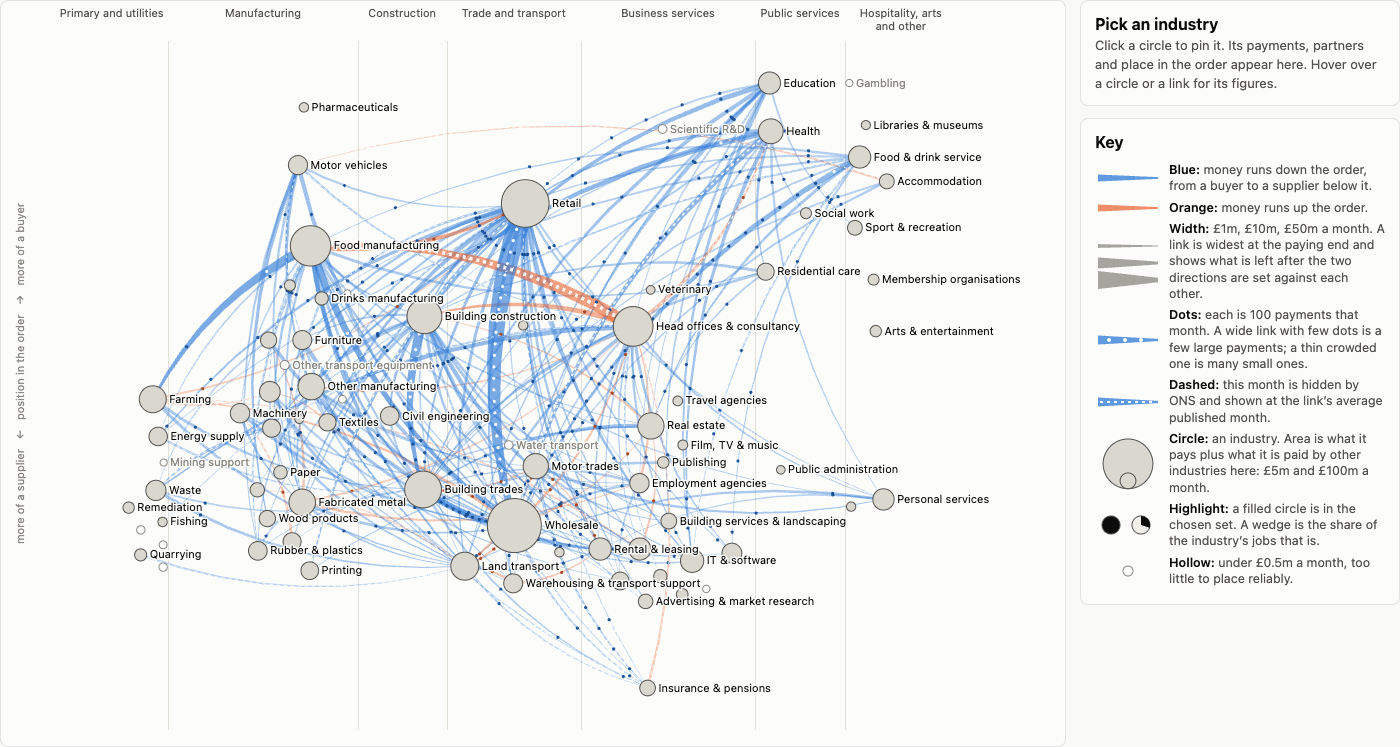 Primary and utilities
Manufacturing
Construction
Trade and transport
Business services
Public services
Hospitality, arts
and other
more of a supplier ← position in the order → more of a buyer
Education
Gambling
Pharmaceuticals
Scientific R&D
Health
Libraries & museums
Motor vehicles
Food & drink service
Accommodation
Retail
Social work
Sport & recreation
Food manufacturing
Residential care
Membership organisations
Veterinary
Drinks manufacturing
Building construction
Head offices & consultancy
Arts & entertainment
Furniture
Other transport equipment
Other manufacturing
Farming
Travel agencies
Machinery
Textiles
Civil engineering
Real estate
Energy supply
Water transport
Film, TV & music
Mining support
Motor trades
Publishing
Public administration
Paper
Employment agencies
Waste
Building trades
Personal services
Remediation
Fabricated metal
Fishing
Wood products
Wholesale
Building services & landscaping
Quarrying
Rubber & plastics
Rental & leasing
IT & software
Printing
Land transport
Warehousing & transport support
Advertising & market research
Insurance & pensions
Pick an industry
Click a circle to pin it. Its payments, partners
and place in the order appear here. Hover over
a circle or a link for its figures.
Key
Blue: money runs down the order,
from a buyer to a supplier below it.
Orange: money runs up the order.
Width: £1m, £10m, £50m a month. A
link is widest at the paying end and
shows what is left after the two
directions are set against each
other.
Dots: each is 100 payments that
month. A wide link with few dots is a
few large payments; a thin crowded
one is many small ones.
Dashed: this month is hidden by
ONS and shown at the link's average
published month.
Circle: an industry. Area is what it
pays plus what it is paid by other
industries here: £5m and £100m a
month.
Highlight: a filled circle is in the
chosen set. A wedge is the share of
the industry's jobs that is.
Hollow: under £0.5m a month, too
little to place reliably.